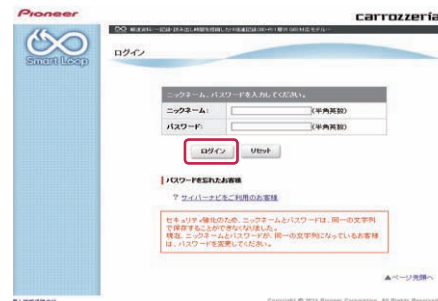 Pioneer
carrozzeria
Smart Loop
ログイン
ニックネーム、パスワードを入力してください。
ニックネーム:
(半角英数)
パスワード:
(半角英数)
ログイン
リセット
パスワードを忘れたお客様
? サイバーナビをご利用のお客様
セキュリティ強化のため、ニックネームとパスワードは、同一の文字列
で保存することができなくなりました。
現在、ニックネームとパスワードが、同一の文字列になっているお客様
は、パスワードを変更してください。
▲ページ先頭へ